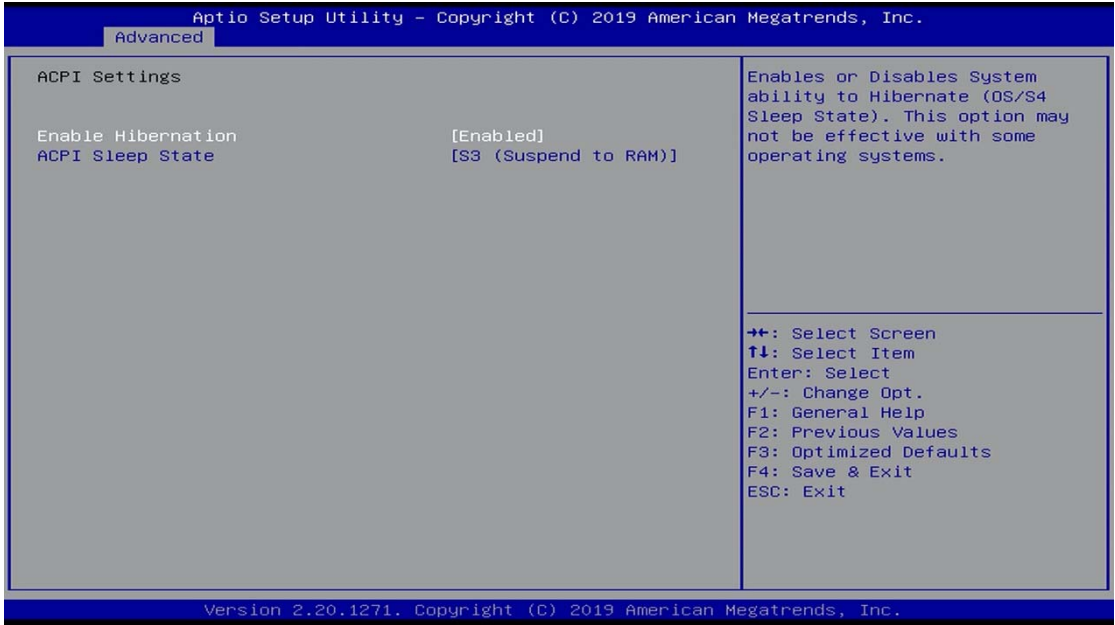 Aptio Setup Utility – Copyright (C) 2019 American Megatrends, Inc.
Advanced
ACPI Settings
Enable Hibernation [Enabled]
ACPI Sleep State [S3 (Suspend to RAM)]
Enables or Disables System
ability to Hibernate (OS/S4
Sleep State). This option may
not be effective with some
operating systems.
→←: Select Screen
↑↓: Select Item
Enter: Select
+/-: Change Opt.
F1: General Help
F2: Previous Values
F3: Optimized Defaults
F4: Save & Exit
ESC: Exit
Version 2.20.1271. Copyright (C) 2019 American Megatrends, Inc.